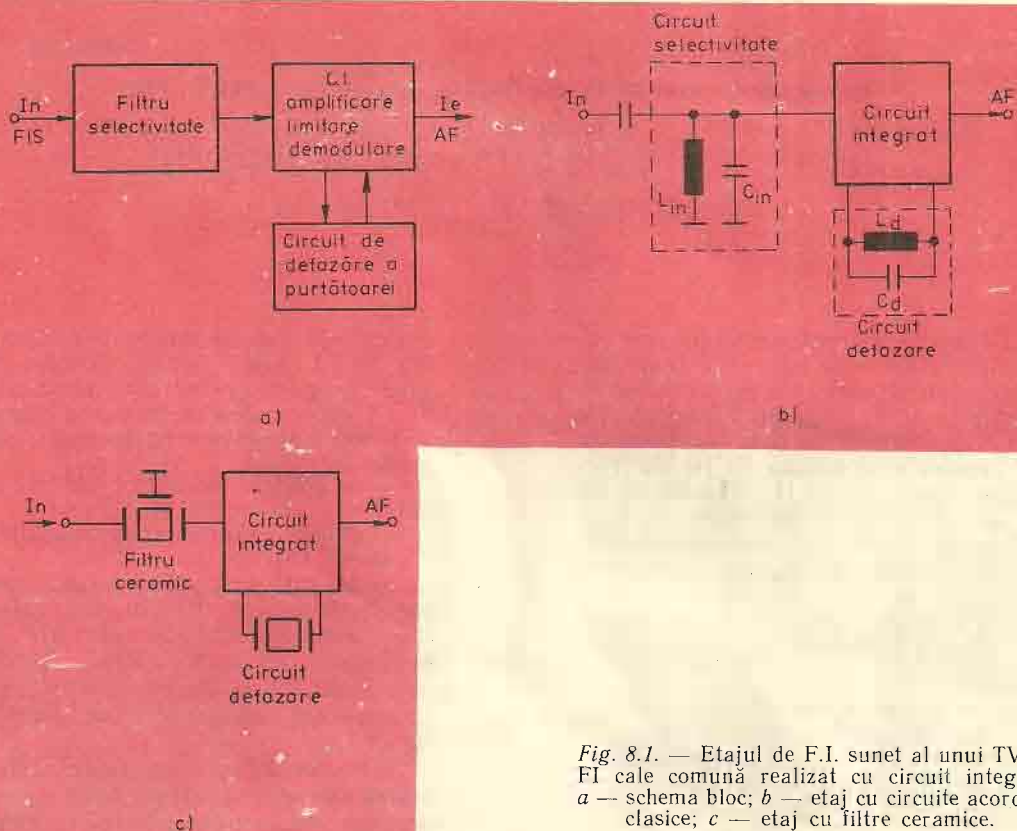 In
FIS
Filtru
selectivitate
C.I.
amplificare
limitare
demodulare
Ie
AF
Circuit de
defazare a
purtătoarei
a)
Circuit
selectivitate
In
Lin
Cin
Circuit
integrat
AF
Ld
Cd
Circuit
defazare
b)
In
Filtru
ceramic
Circuit
integrat
AF
Circuit
defazare
c)
Fig. 8.1. — Etajul de F.I. sunet al unui TV
FI cale comună realizat cu circuit integ
a — schema bloc; b — etaj cu circuite acor
clasice; c — etaj cu filtre ceramice.